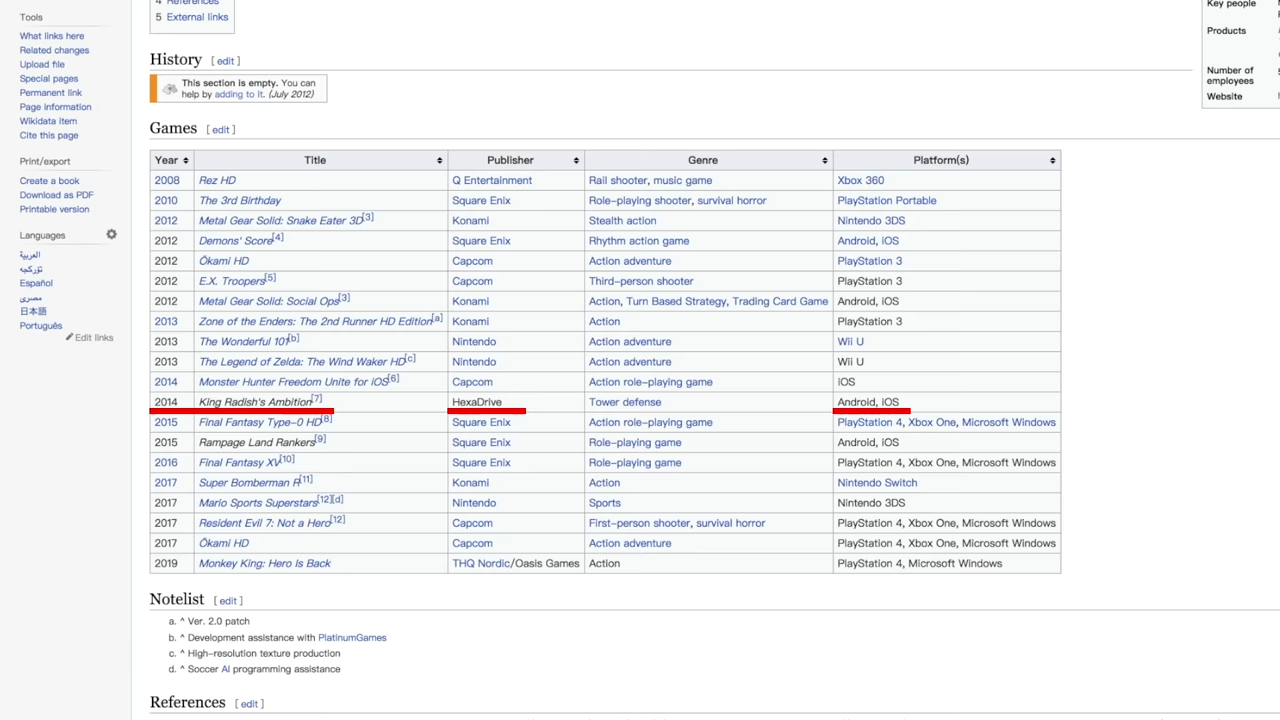 Tools
What links here
Related changes
Upload file
Special pages
Permanent link
Page information
Wikidata item
Cite this page
Print/export
Create a book
Download as PDF
Printable version
Languages
العربية
تۆرکجه
Español
مصرى
日本語
Português
Edit links
4 References
5 External links
Key people
Products
Number of
employees
Website
History [ edit ]
This section is empty. You can
help by adding to it. (July 2012)
Games [ edit ]
Year Title Publisher Genre Platform(s)
2008 Rez HD Q Entertainment Rail shooter, music game Xbox 360
2010 The 3rd Birthday Square Enix Role-playing shooter, survival horror PlayStation Portable
2012 Metal Gear Solid: Snake Eater 3D[3] Konami Stealth action Nintendo 3DS
2012 Demons' Score[4] Square Enix Rhythm action game Android, iOS
2012 Ōkami HD Capcom Action adventure PlayStation 3
2012 E.X. Troopers[5] Capcom Third-person shooter PlayStation 3
2012 Metal Gear Solid: Social Ops[3] Konami Action, Turn Based Strategy, Trading Card Game Android, iOS
2013 Zone of the Enders: The 2nd Runner HD Edition[a] Konami Action PlayStation 3
2013 The Wonderful 101[b] Nintendo Action adventure Wii U
2013 The Legend of Zelda: The Wind Waker HD[c] Nintendo Action adventure Wii U
2014 Monster Hunter Freedom Unite for iOS[6] Capcom Action role-playing game iOS
2014 King Radish's Ambition[7] HexaDrive Tower defense Android, iOS
2015 Final Fantasy Type-0 HD[8] Square Enix Action role-playing game PlayStation 4, Xbox One, Microsoft Windows
2015 Rampage Land Rankers[9] Square Enix Role-playing game Android, iOS
2016 Final Fantasy XV[10] Square Enix Role-playing game PlayStation 4, Xbox One, Microsoft Windows
2017 Super Bomberman R[11] Konami Action Nintendo Switch
2017 Mario Sports Superstars[12][d] Nintendo Sports Nintendo 3DS
2017 Resident Evil 7: Not a Hero[12] Capcom First-person shooter, survival horror PlayStation 4, Xbox One, Microsoft Windows
2017 Ōkami HD Capcom Action adventure PlayStation 4, Xbox One, Microsoft Windows
2019 Monkey King: Hero Is Back THQ Nordic/Oasis Games Action PlayStation 4, Microsoft Windows
Notelist [ edit ]
a. ^ Ver. 2.0 patch
b. ^ Development assistance with PlatinumGames
c. ^ High-resolution texture production
d. ^ Soccer AI programming assistance
References [ edit ]